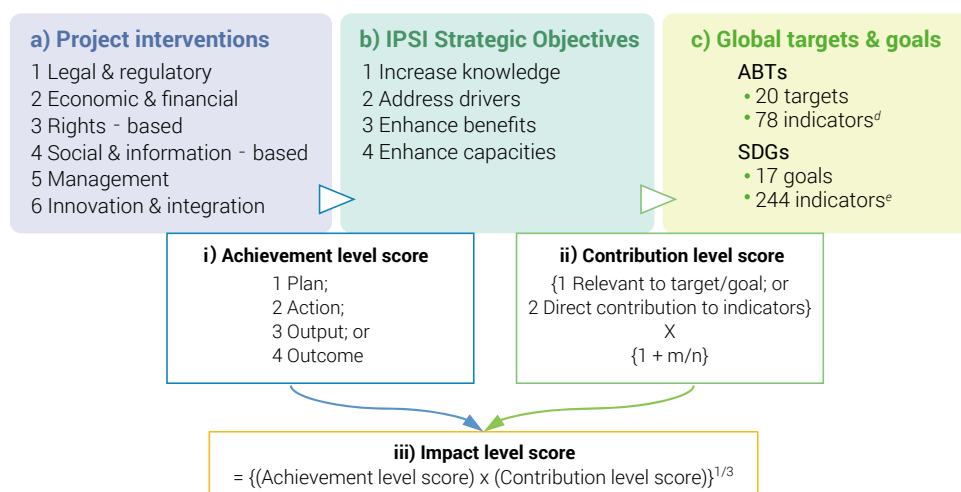 a) Project interventions
1 Legal & regulatory
2 Economic & financial
3 Rights - based
4 Social & information - based
5 Management
6 Innovation & integration
b) IPSI Strategic Objectives
1 Increase knowledge
2 Address drivers
3 Enhance benefits
4 Enhance capacities
c) Global targets & goals
ABTs
• 20 targets
• 78 indicatorsᵈ
SDGs
• 17 goals
• 244 indicatorsᵉ
i) Achievement level score
1 Plan;
2 Action;
3 Output; or
4 Outcome
ii) Contribution level score
{1 Relevant to target/goal; or
2 Direct contribution to indicators}
X
{1 + m/n}
iii) Impact level score
= {(Achievement level score) x (Contribution level score)}¹ᐟ³